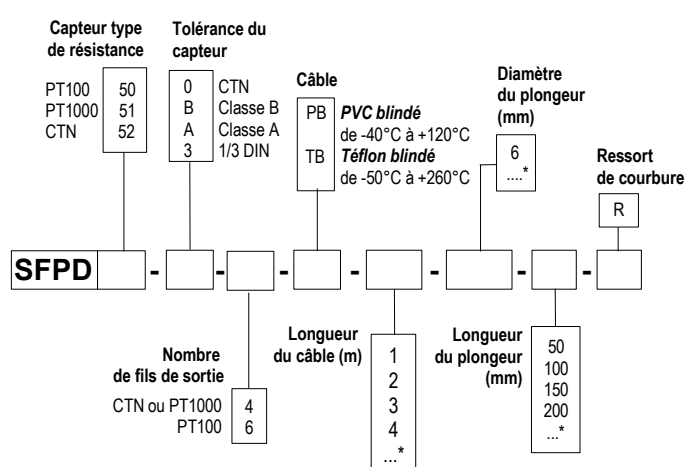 Capteur type
de résistance
PT100 50
PT1000 51
CTN 52
Tolérance du
capteur
0 CTN
B Classe B
A Classe A
3 1/3 DIN
Câble
PB PVC blindé
de -40°C à +120°C
TB Téflon blindé
de -50°C à +260°C
Diamètre
du plongeur
(mm)
6
....*
Ressort
de courbure
R
SFPD - - - - - - -
Nombre
de fils de sortie
CTN ou PT1000 4
PT100 6
Longueur
du câble (m)
1
2
3
4
...*
Longueur
du plongeur
(mm)
50
100
150
200
...*